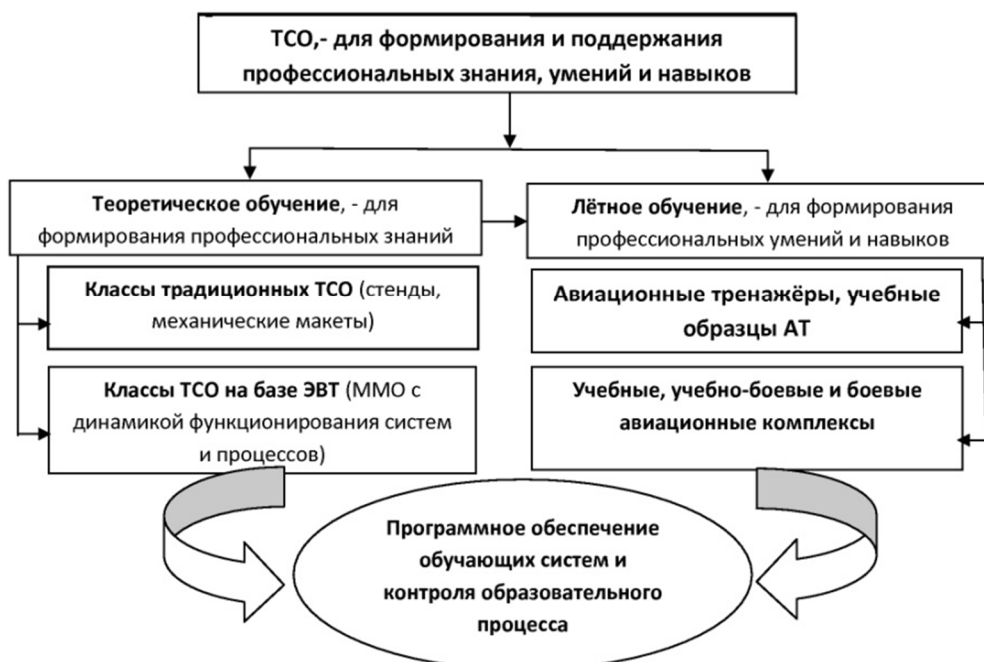 ТСО,- для формирования и поддержания
профессиональных знания, умений и навыков
Теоретическое обучение, - для
формирования профессиональных знаний
Лётное обучение, - для формирования
профессиональных умений и навыков
Классы традиционных ТСО (стенды,
механические макеты)
Авиационные тренажёры, учебные
образцы АТ
Классы ТСО на базе ЭВТ (ММО с
динамикой функционирования систем
и процессов)
Учебные, учебно-боевые и боевые
авиационные комплексы
Программное обеспечение
обучающих систем и
контроля образовательного
процесса